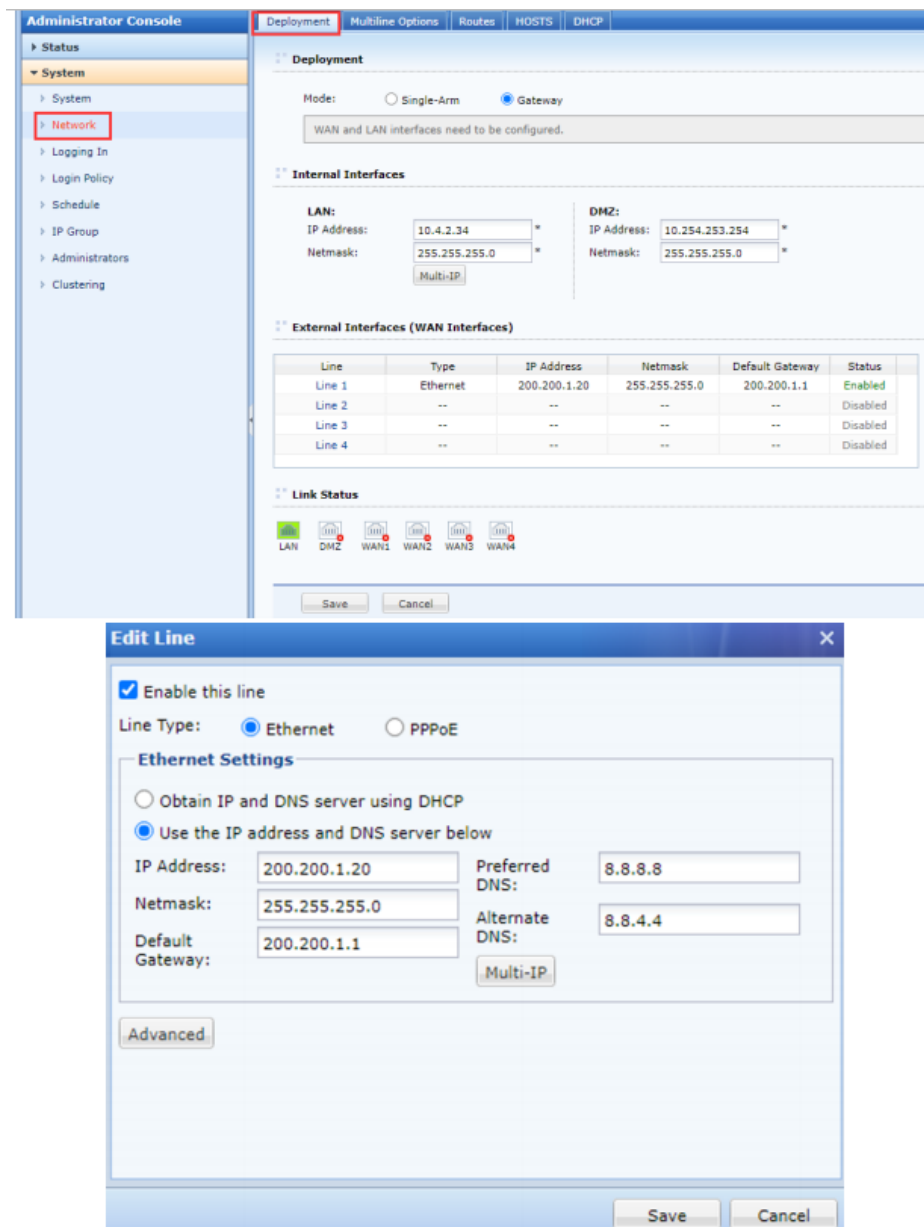 Administrator Console
Status
System
System
Network
Logging In
Login Policy
Schedule
IP Group
Administrators
Clustering
Deployment Multiline Options Routes HOSTS DHCP
Deployment
Mode: Single-Arm Gateway
WAN and LAN interfaces need to be configured.
Internal Interfaces
LAN: DMZ:
IP Address: 10.4.2.34 * IP Address: 10.254.253.254 *
Netmask: 255.255.255.0 * Netmask: 255.255.255.0 *
Multi-IP
External Interfaces (WAN Interfaces)
Line Type IP Address Netmask Default Gateway Status
Line 1 Ethernet 200.200.1.20 255.255.255.0 200.200.1.1 Enabled
Line 2 -- -- -- -- Disabled
Line 3 -- -- -- -- Disabled
Line 4 -- -- -- -- Disabled
Link Status
LAN DMZ WAN1 WAN2 WAN3 WAN4
Save Cancel
Edit Line
Enable this line
Line Type: Ethernet PPPoE
Ethernet Settings
Obtain IP and DNS server using DHCP
Use the IP address and DNS server below
IP Address: 200.200.1.20
Netmask: 255.255.255.0
Default Gateway: 200.200.1.1
Preferred DNS: 8.8.8.8
Alternate DNS: 8.8.4.4
Multi-IP
Advanced
Save Cancel